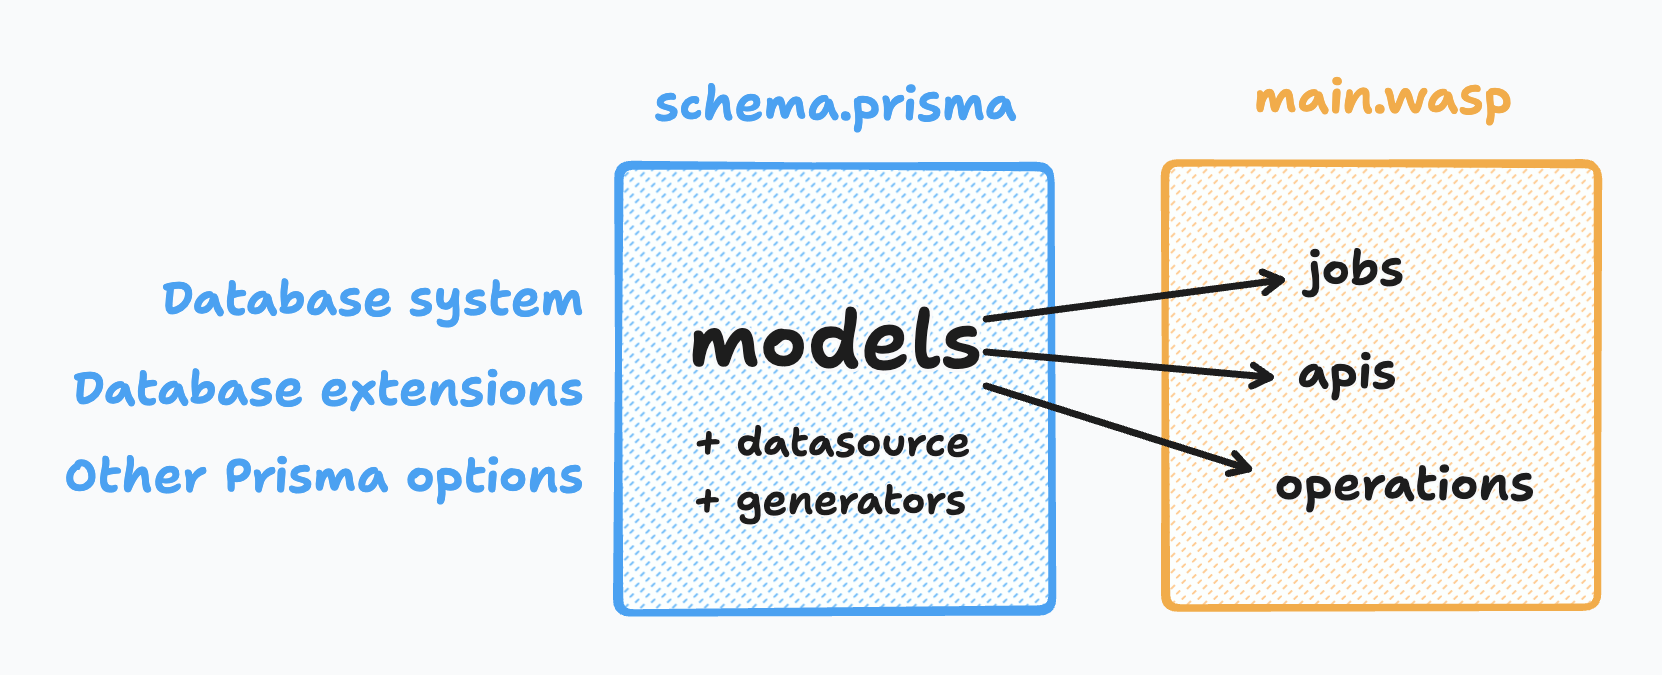 schema.prisma
main.wasp
Database system
Database extensions
Other Prisma options
models
+ datasource
+ generators
jobs
apis
operations